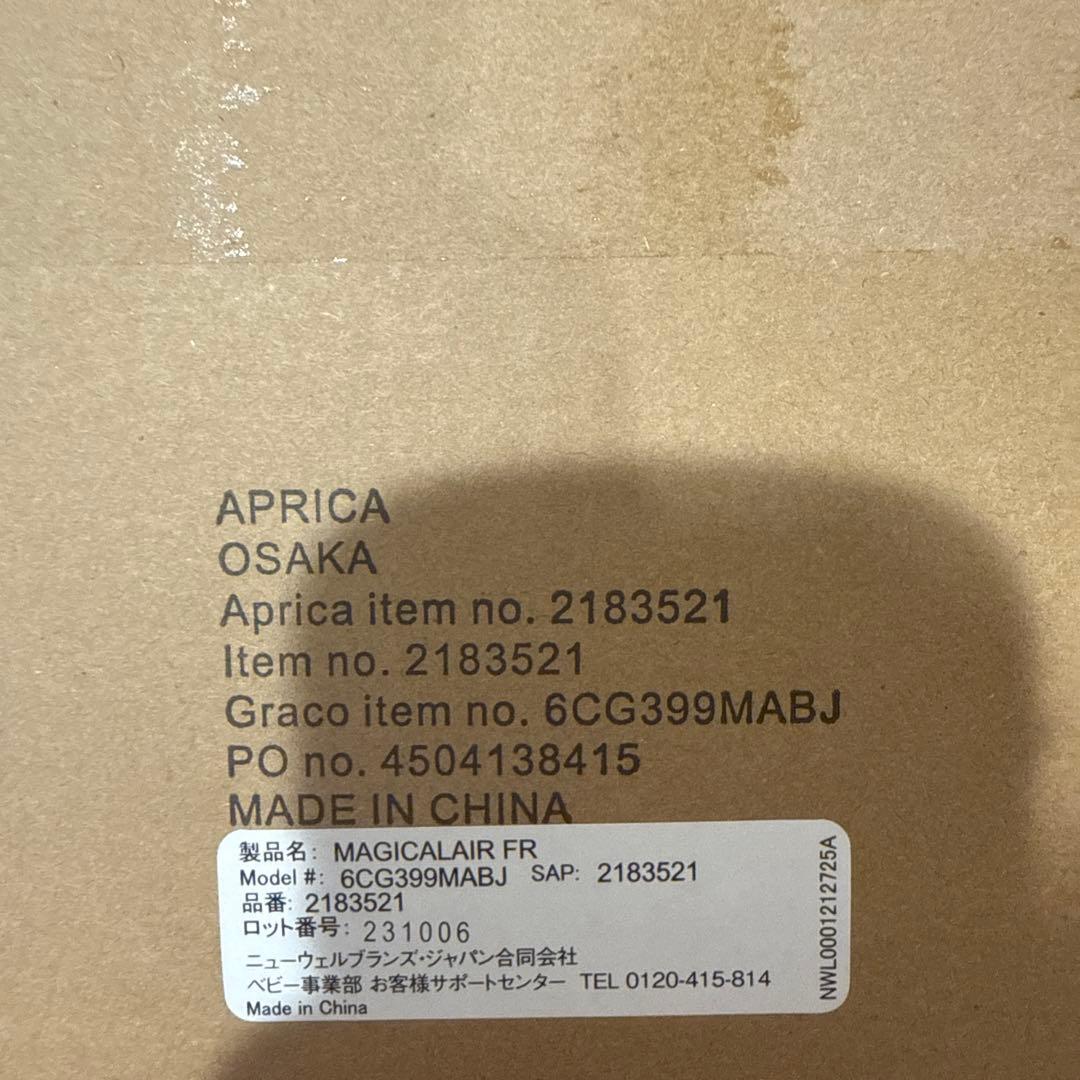 APRICA
OSAKA
Aprica item no. 2183521
Item no. 2183521
Graco item no. 6CG399MABJ
PO no. 4504138415
MADE IN CHINA
製品名: MAGICALAIR FR
Model #: 6CG399MABJ SAP: 2183521
品番: 2183521
ロット番号: 231006
ニューウェルブランズ・ジャパン合同会社
ベビー事業部 お客様サポートセンター TEL 0120-415-814
Made in China
NWL0001212725A